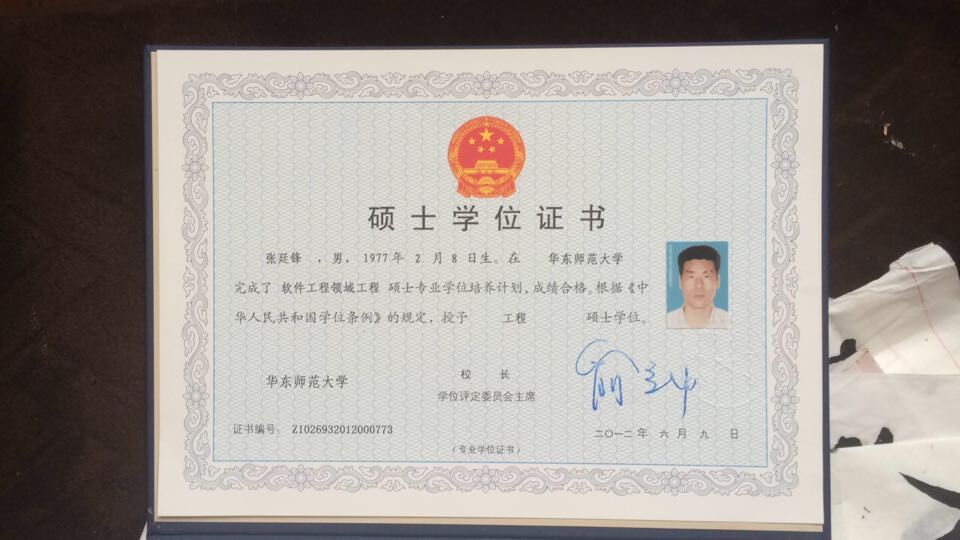 硕士学位证书
张廷锋 ，男，1977年 2 月 8 日生。在 华东师范大学
完成了 软件工程领域工程 硕士专业学位培养计划，成绩合格。根据《中
华人民共和国学位条例》的规定，授予 工程 硕士学位。
华东师范大学
校 长
学位评定委员会主席
俞立中
证书编号： Z1026932012000773
二〇一二年 六 月 九 日
（专业学位证书）